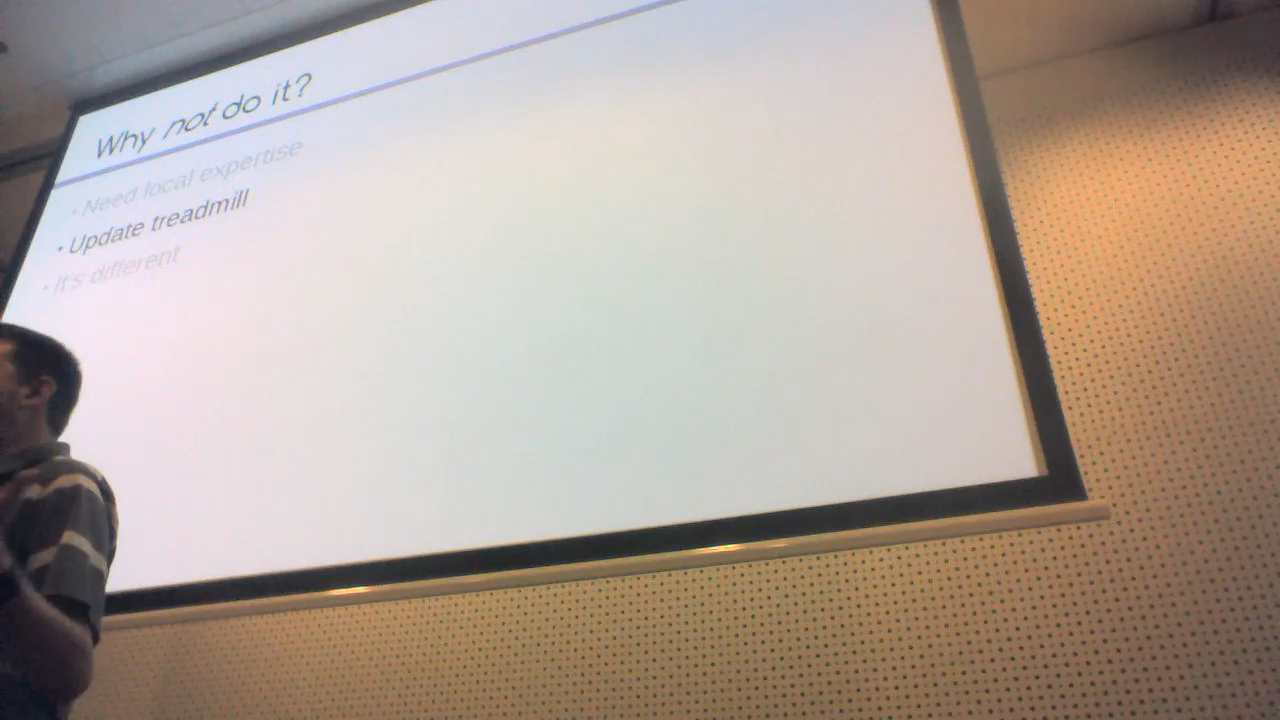 Why not do it?
• Need local expertise
• Update treadmill
• It's different